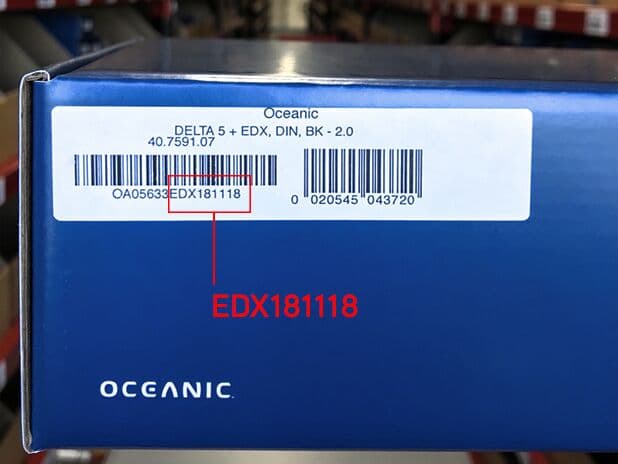 Oceanic
DELTA 5 + EDX, DIN, BK - 2.0
40.7591.07
OA05633EDX181118
0 020545 043720
EDX181118
OCEANIC